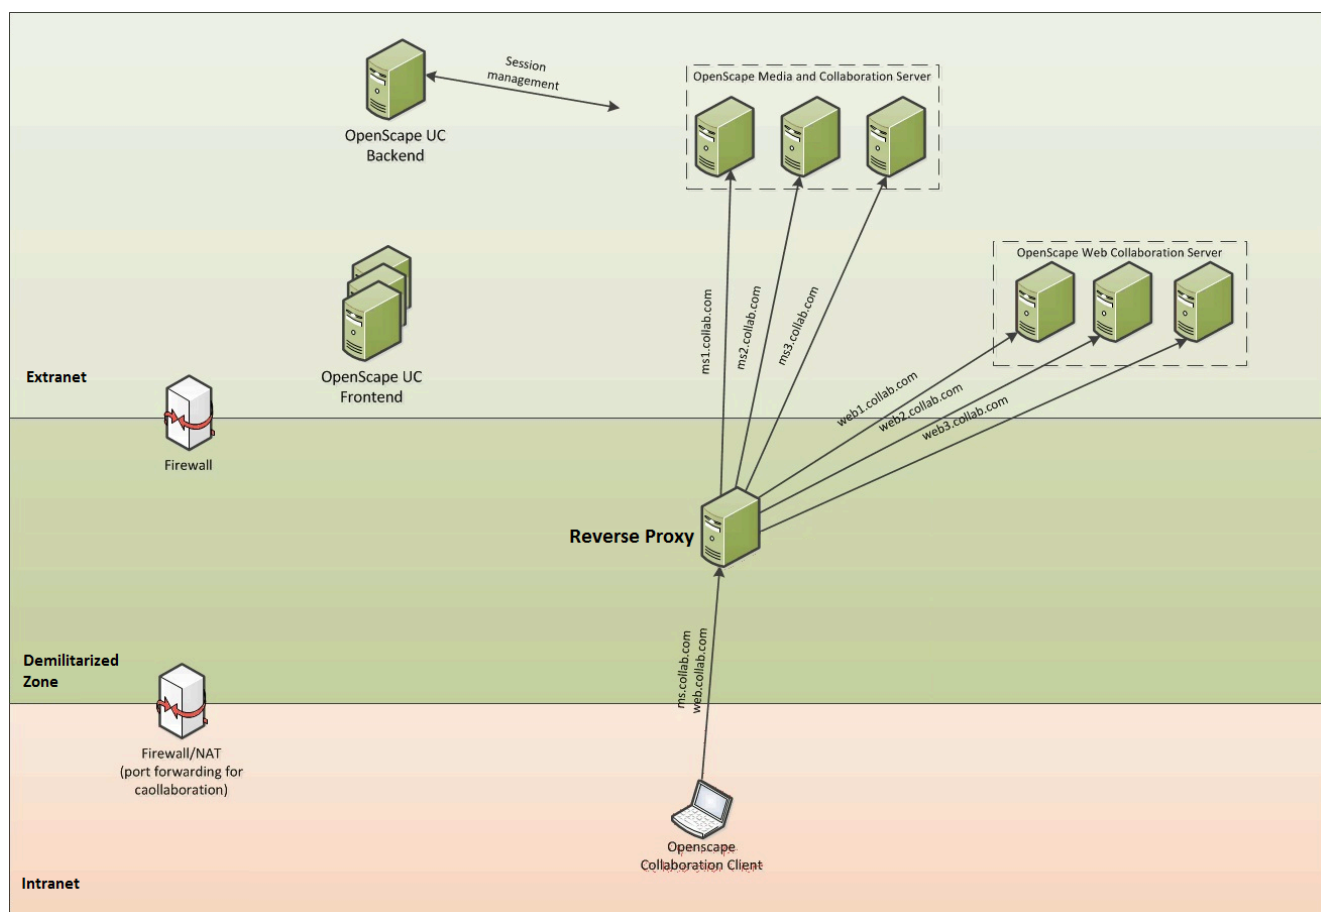 Session
management
OpenScape UC
Backend
OpenScape Media and Collaboration Server
OpenScape Web Collaboration Server
ms1.collab.com
ms2.collab.com
ms3.collab.com
OpenScape UC
Frontend
Extranet
Firewall
web1.collab.com
web2.collab.com
web3.collab.com
Reverse Proxy
Demilitarized
Zone
ms.collab.com
web.collab.com
Firewall/NAT
(port forwarding for
caollaboration)
Openscape
Collaboration Client
Intranet